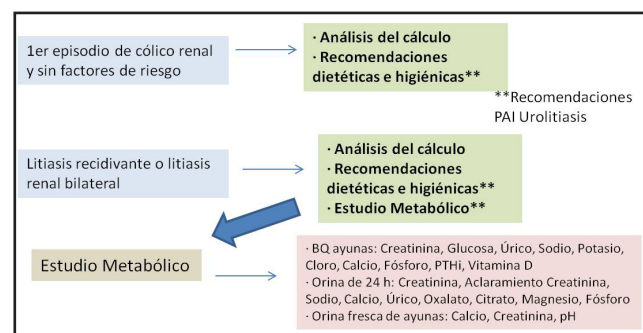 1er episodio de cólico renal
y sin factores de riesgo
· Análisis del cálculo
· Recomendaciones
dietéticas e higiénicas**
**Recomendaciones
PAI Urolitiasis
Litiasis recidivante o litiasis
renal bilateral
· Análisis del cálculo
· Recomendaciones
dietéticas e higiénicas**
· Estudio Metabólico**
Estudio Metabólico
· BQ ayunas: Creatinina, Glucosa, Úrico, Sodio, Potasio,
Cloro, Calcio, Fósforo, PTHi, Vitamina D
· Orina de 24 h: Creatinina, Aclaramiento Creatinina,
Sodio, Calcio, Úrico, Oxalato, Citrato, Magnesio, Fósforo
· Orina fresca de ayunas: Calcio, Creatinina, pH